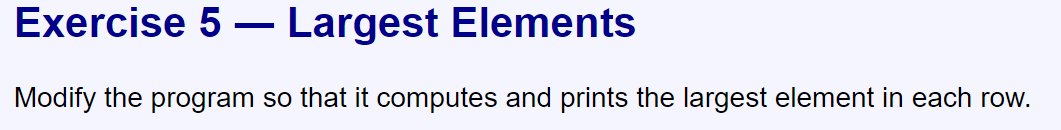 Exercise 5 — Largest Elements
Modify the program so that it computes and prints the largest element in each row.